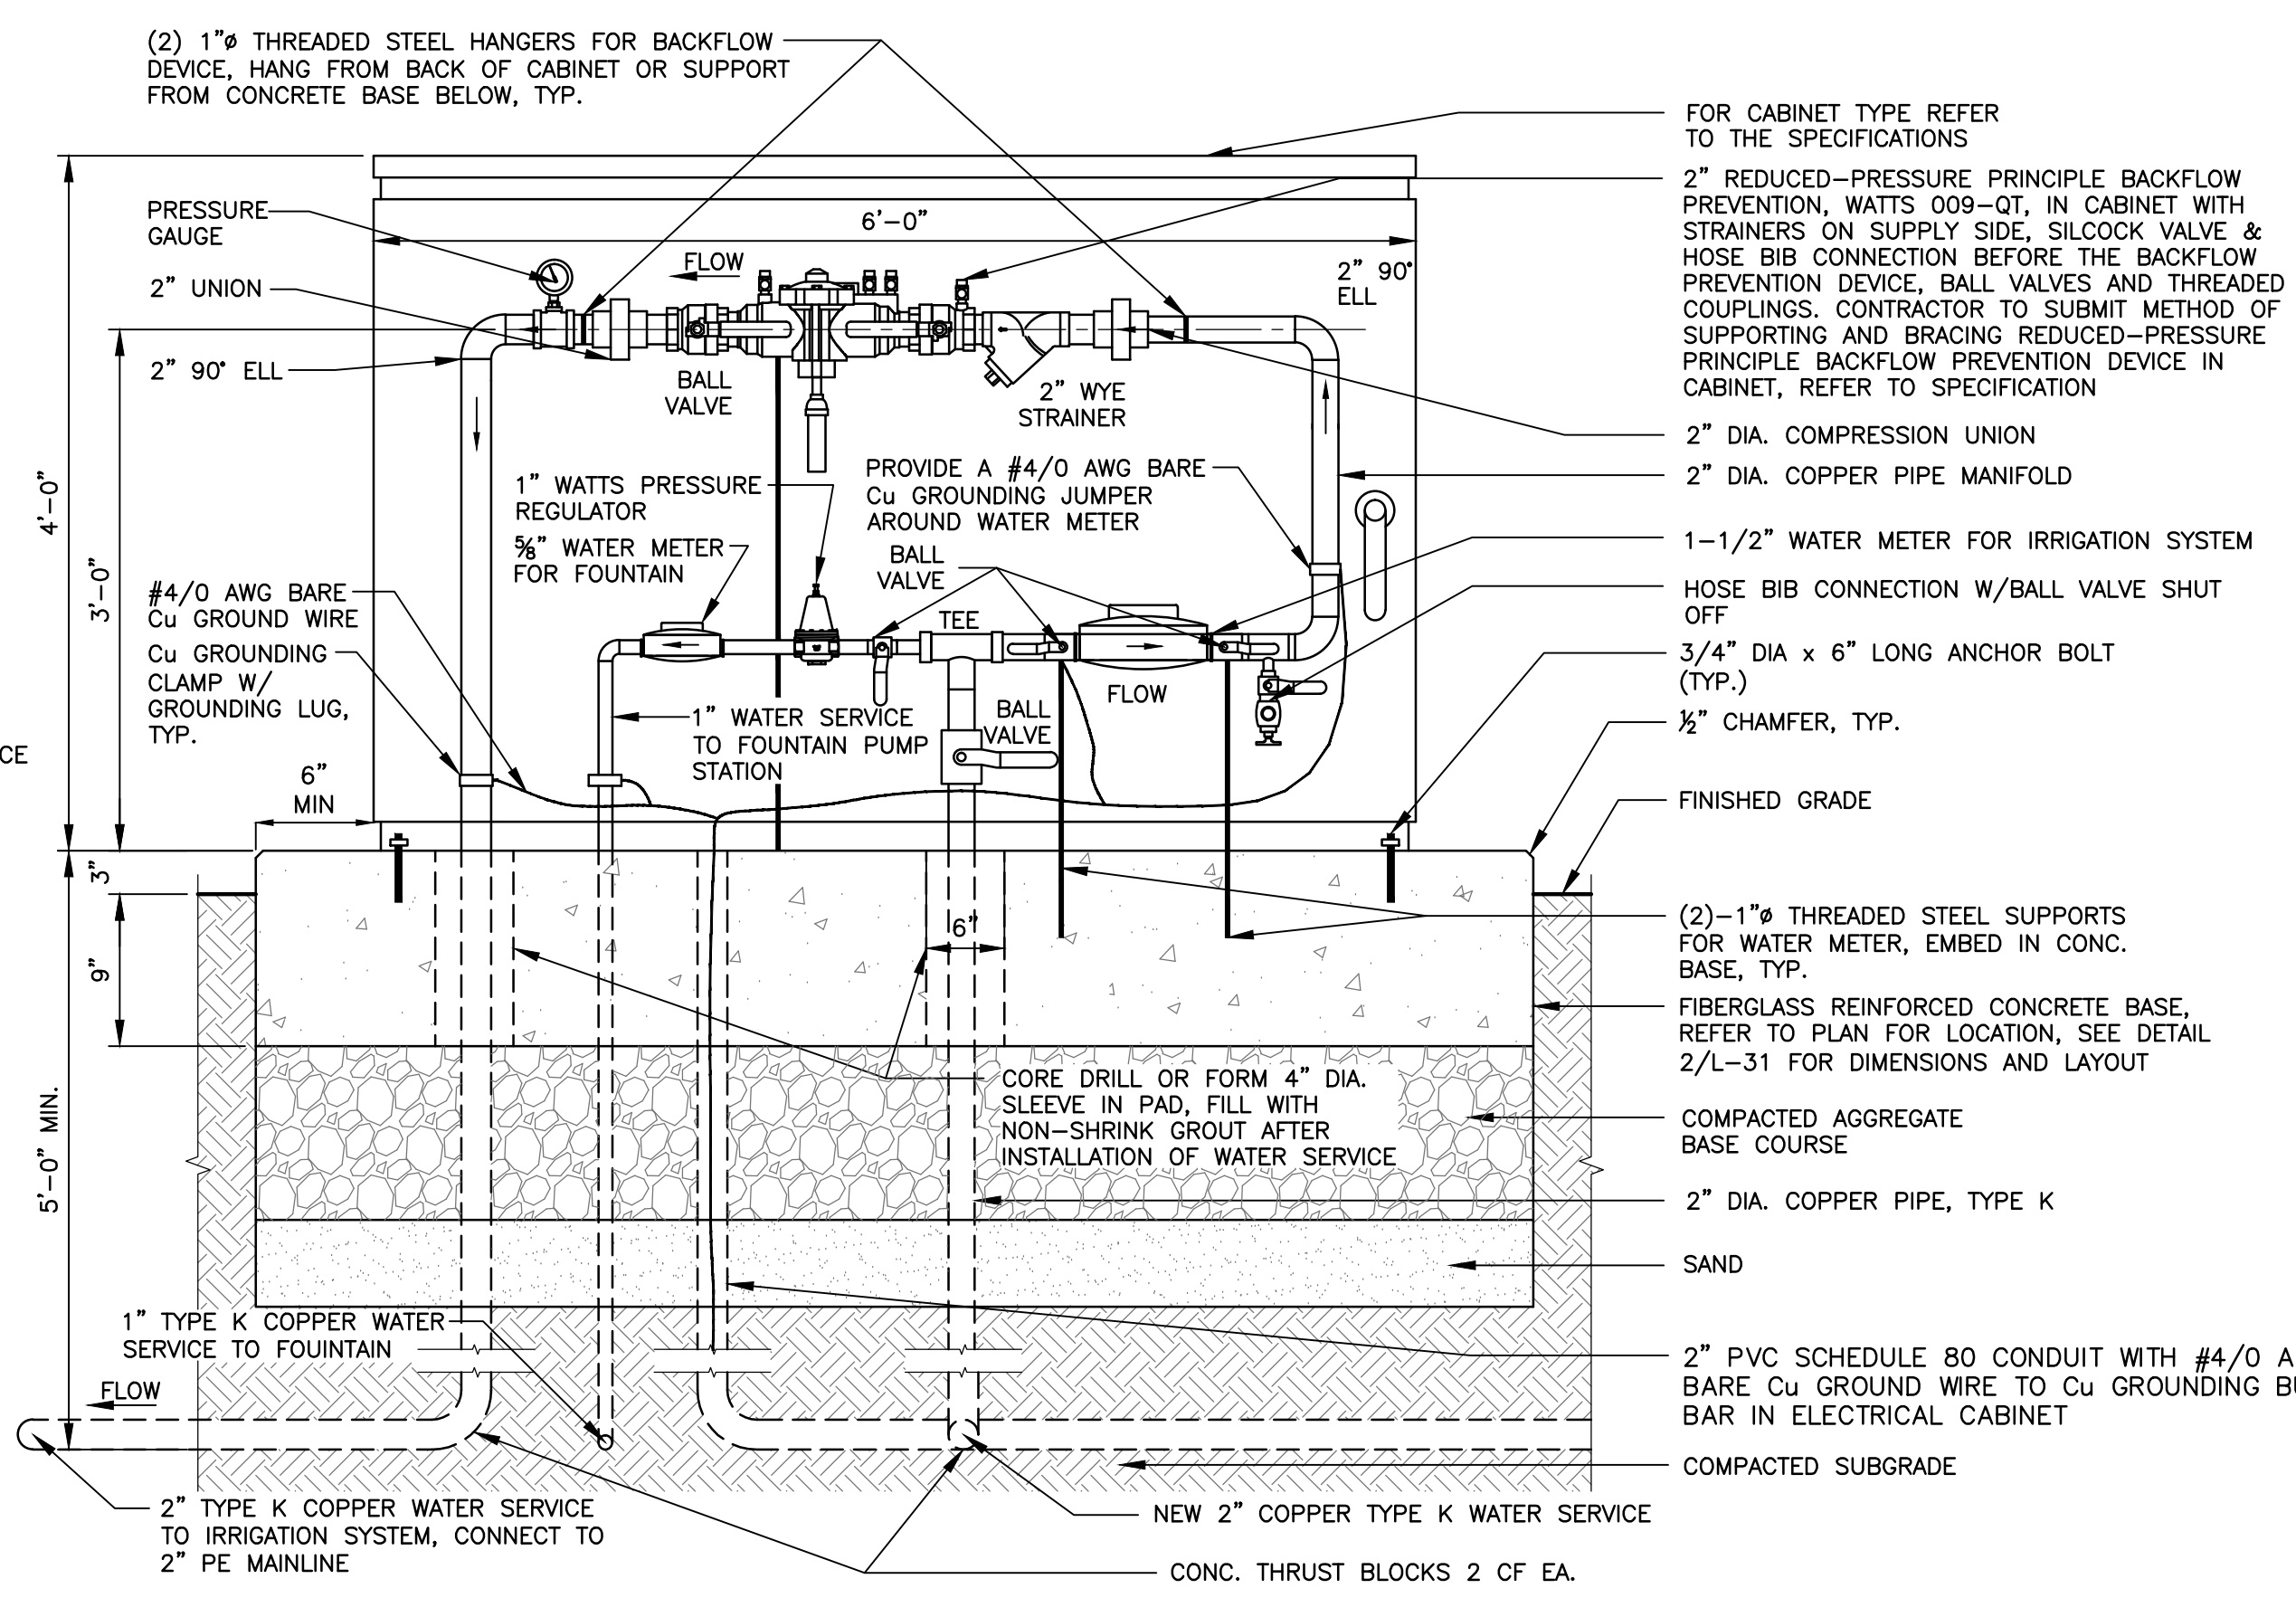 (2) 1"ø THREADED STEEL HANGERS FOR BACKFLOW
DEVICE, HANG FROM BACK OF CABINET OR SUPPORT
FROM CONCRETE BASE BELOW, TYP.
PRESSURE
GAUGE
2" UNION
2" 90° ELL
4'-0"
3'-0"
#4/0 AWG BARE
Cu GROUND WIRE
Cu GROUNDING
CLAMP W/
GROUNDING LUG,
TYP.
CE
6"
MIN
3"
9"
5'-0" MIN.
1" TYPE K COPPER WATER
SERVICE TO FOUINTAIN
FLOW
2" TYPE K COPPER WATER SERVICE
TO IRRIGATION SYSTEM, CONNECT TO
2" PE MAINLINE
6'-0"
FLOW
2" 90°
ELL
BALL
VALVE
2" WYE
STRAINER
1" WATTS PRESSURE
REGULATOR
⅝" WATER METER
FOR FOUNTAIN
PROVIDE A #4/0 AWG BARE
Cu GROUNDING JUMPER
AROUND WATER METER
BALL
VALVE
TEE
FLOW
1" WATER SERVICE
TO FOUNTAIN PUMP
STATION
BALL
VALVE
6"
CORE DRILL OR FORM 4" DIA.
SLEEVE IN PAD, FILL WITH
NON-SHRINK GROUT AFTER
INSTALLATION OF WATER SERVICE
NEW 2" COPPER TYPE K WATER SERVICE
CONC. THRUST BLOCKS 2 CF EA.
FOR CABINET TYPE REFER
TO THE SPECIFICATIONS
2" REDUCED-PRESSURE PRINCIPLE BACKFLOW
PREVENTION, WATTS 009-QT, IN CABINET WITH
STRAINERS ON SUPPLY SIDE, SILCOCK VALVE &
HOSE BIB CONNECTION BEFORE THE BACKFLOW
PREVENTION DEVICE, BALL VALVES AND THREADED
COUPLINGS. CONTRACTOR TO SUBMIT METHOD OF
SUPPORTING AND BRACING REDUCED-PRESSURE
PRINCIPLE BACKFLOW PREVENTION DEVICE IN
CABINET, REFER TO SPECIFICATION
2" DIA. COMPRESSION UNION
2" DIA. COPPER PIPE MANIFOLD
1-1/2" WATER METER FOR IRRIGATION SYSTEM
HOSE BIB CONNECTION W/BALL VALVE SHUT
OFF
3/4" DIA x 6" LONG ANCHOR BOLT
(TYP.)
½" CHAMFER, TYP.
FINISHED GRADE
(2)-1"ø THREADED STEEL SUPPORTS
FOR WATER METER, EMBED IN CONC.
BASE, TYP.
FIBERGLASS REINFORCED CONCRETE BASE,
REFER TO PLAN FOR LOCATION, SEE DETAIL
2/L-31 FOR DIMENSIONS AND LAYOUT
COMPACTED AGGREGATE
BASE COURSE
2" DIA. COPPER PIPE, TYPE K
SAND
2" PVC SCHEDULE 80 CONDUIT WITH #4/0 A
BARE Cu GROUND WIRE TO Cu GROUNDING BU
BAR IN ELECTRICAL CABINET
COMPACTED SUBGRADE